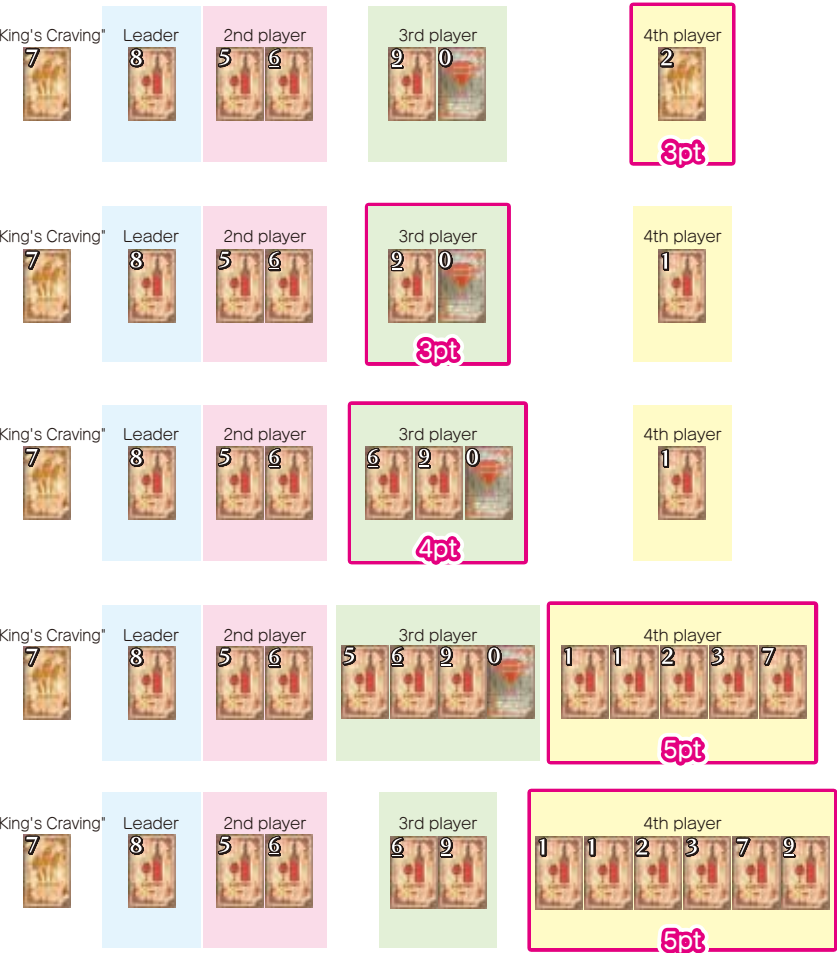 King's Craving" Leader 2nd player 3rd player 4th player
7 8 5 6 9 0 2
3pt
King's Craving" Leader 2nd player 3rd player 4th player
7 8 5 6 9 0 1
3pt
King's Craving" Leader 2nd player 3rd player 4th player
7 8 5 6 6 9 0 1
4pt
King's Craving" Leader 2nd player 3rd player 4th player
7 8 5 6 5 6 9 0 1 1 2 3 7
5pt
King's Craving" Leader 2nd player 3rd player 4th player
7 8 5 6 6 9 1 1 2 3 7 9
5pt